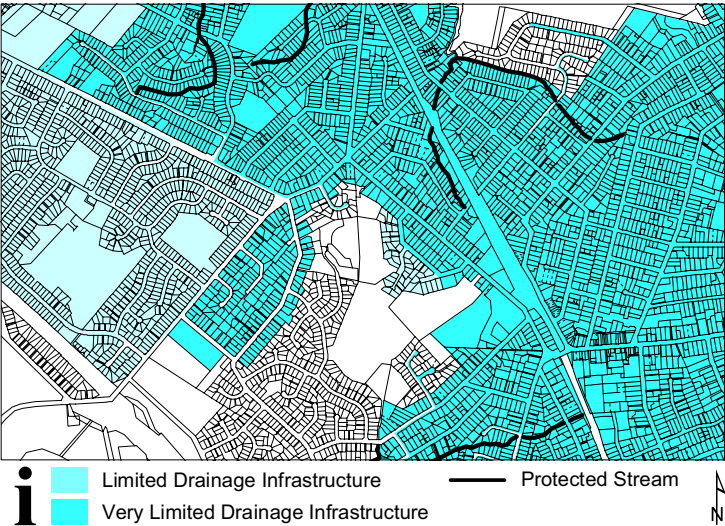 i
Limited Drainage Infrastructure
Protected Stream
Very Limited Drainage Infrastructure
N